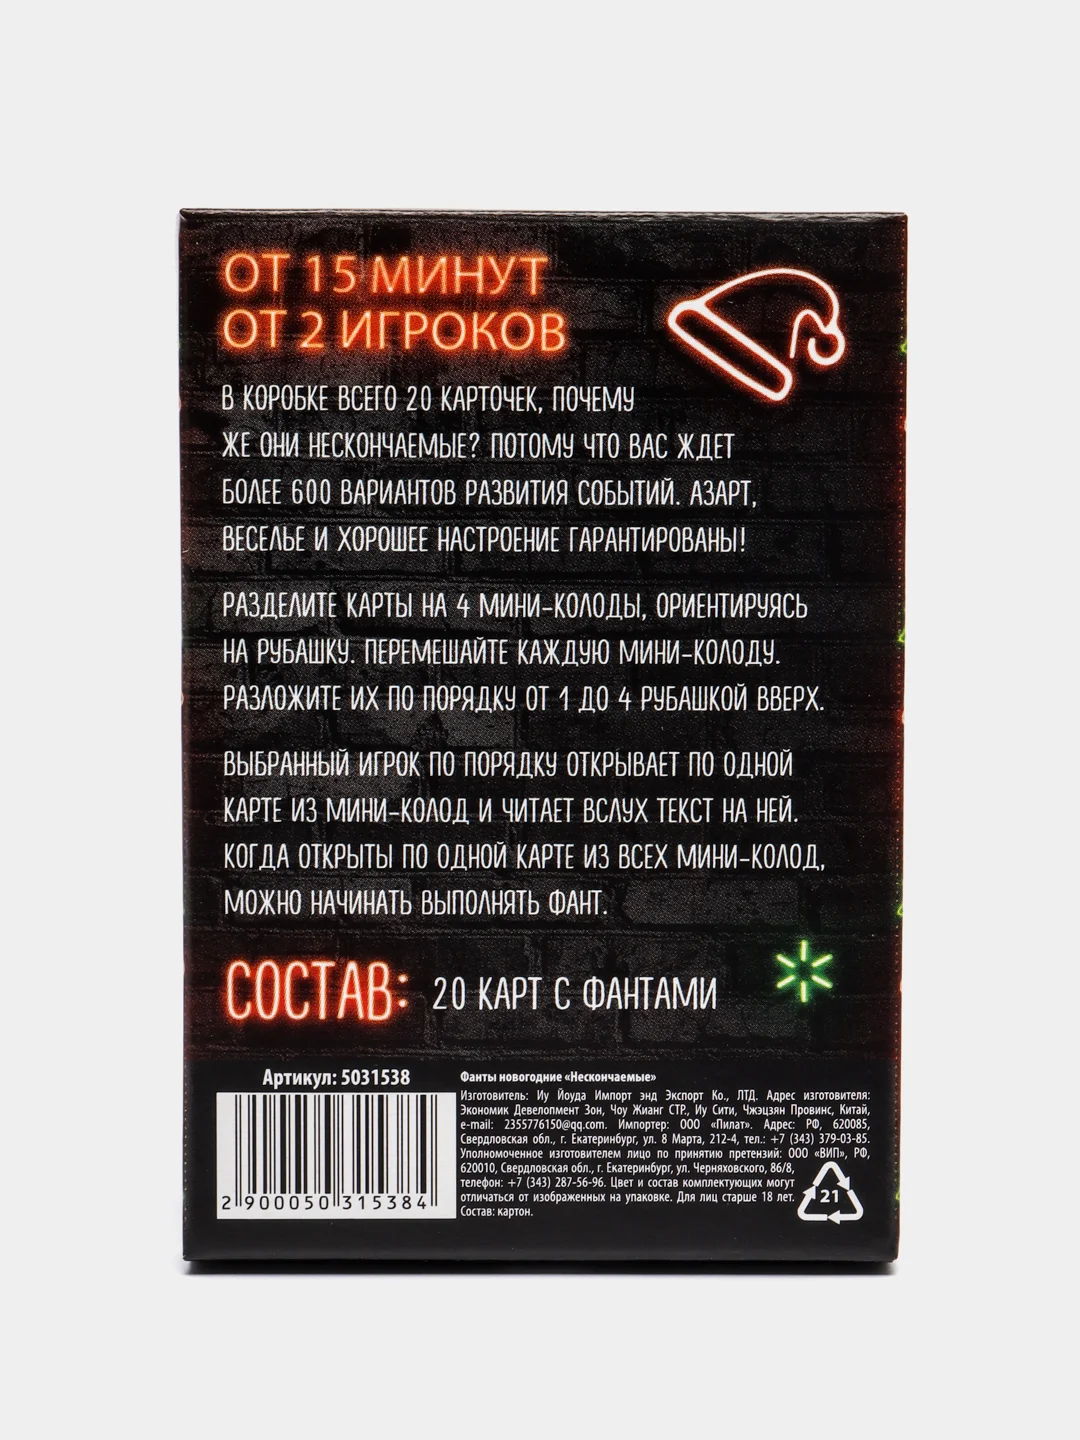 ОТ 15 МИНУТ
ОТ 2 ИГРОКОВ
В КОРОБКЕ ВСЕГО 20 КАРТОЧЕК, ПОЧЕМУ
ЖЕ ОНИ НЕСКОНЧАЕМЫЕ? ПОТОМУ ЧТО ВАС ЖДЕТ
БОЛЕЕ 600 ВАРИАНТОВ РАЗВИТИЯ СОБЫТИЙ. АЗАРТ,
ВЕСЕЛЬЕ И ХОРОШЕЕ НАСТРОЕНИЕ ГАРАНТИРОВАНЫ!
РАЗДЕЛИТЕ КАРТЫ НА 4 МИНИ-КОЛОДЫ, ОРИЕНТИРУЯСЬ
НА РУБАШКУ. ПЕРЕМЕШАЙТЕ КАЖДУЮ МИНИ-КОЛОДУ.
РАЗЛОЖИТЕ ИХ ПО ПОРЯДКУ ОТ 1 ДО 4 РУБАШКОЙ ВВЕРХ.
ВЫБРАННЫЙ ИГРОК ПО ПОРЯДКУ ОТКРЫВАЕТ ПО ОДНОЙ
КАРТЕ ИЗ МИНИ-КОЛОД И ЧИТАЕТ ВСЛУХ ТЕКСТ НА НЕЙ.
КОГДА ОТКРЫТЫ ПО ОДНОЙ КАРТЕ ИЗ ВСЕХ МИНИ-КОЛОД,
МОЖНО НАЧИНАТЬ ВЫПОЛНЯТЬ ФАНТ.
СОСТАВ: 20 КАРТ С ФАНТАМИ
Артикул: 5031538
2 900050 315384
Фанты новогодние «Нескончаемые»
Изготовитель: Иу Йоуда Импорт энд Экспорт Ко., ЛТД. Адрес изготовителя:
Экономик Девелопмент Зон, Чоу Жианг СТР., Иу Сити, Чжэцзян Провинс, Китай,
e-mail: 2355776150@qq.com. Импортер: ООО «Пилат». Адрес: РФ, 620085,
Свердловская обл., г. Екатеринбург, ул. 8 Марта, 212-4, тел.: +7 (343) 379-03-85.
Уполномоченное изготовителем лицо по принятию претензий: ООО «ВИП», РФ,
620010, Свердловская обл., г. Екатеринбург, ул. Черняховского, 86/8,
телефон: +7 (343) 287-56-96. Цвет и состав комплектующих могут
отличаться от изображенных на упаковке. Для лиц старше 18 лет.
Состав: картон.
21